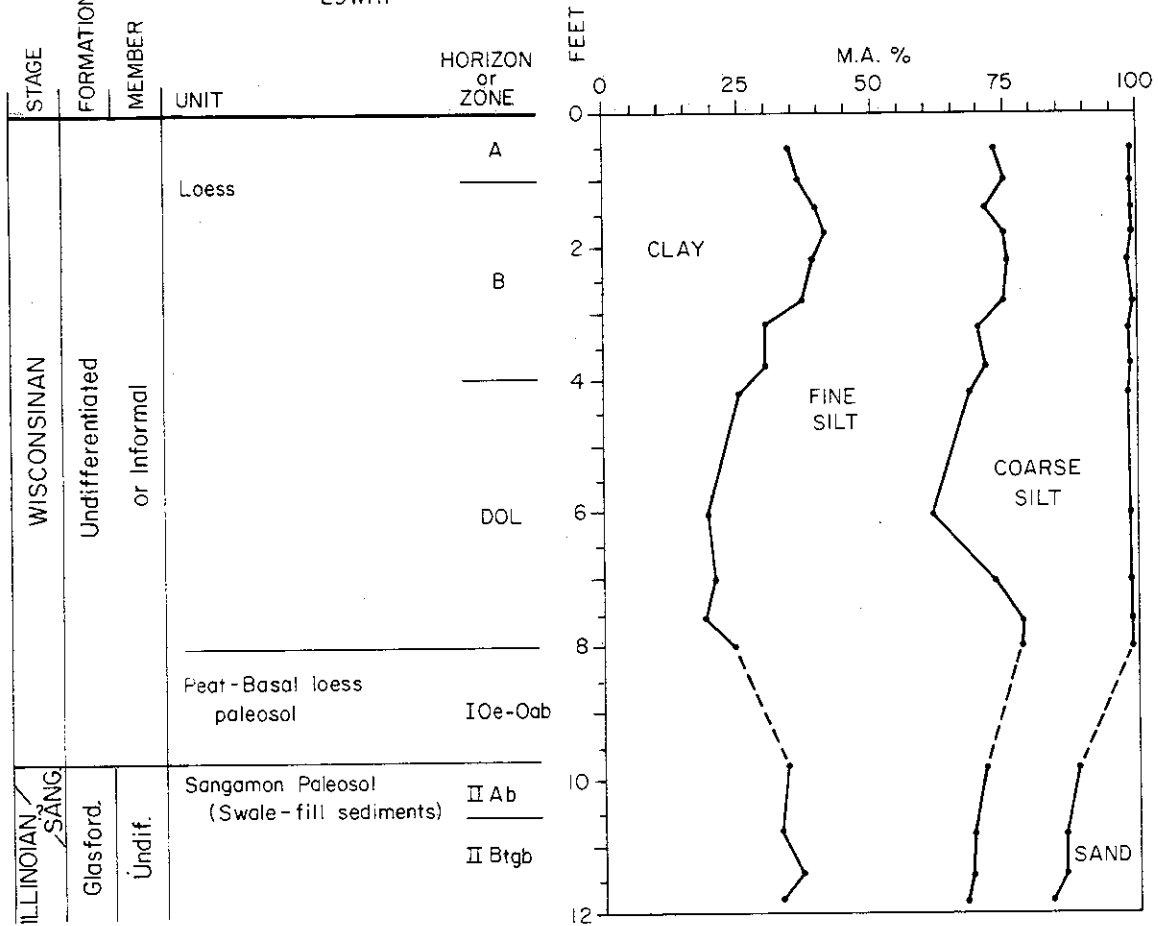 STAGE
FORMATION
MEMBER
UNIT
HORIZON
or
ZONE
FEET
M.A. %
0 25 50 75 100
0
2
4
6
8
10
12
WISCONSINAN
Undifferentiated
or Informal
Loess
A
B
DOL
Peat-Basal loess
paleosol
IOe-Oab
ILLINOIAN
SANG.
Glasford.
Undif.
Sangamon Paleosol
(Swale-fill sediments)
II Ab
II Btgb
CLAY
FINE
SILT
COARSE
SILT
SAND